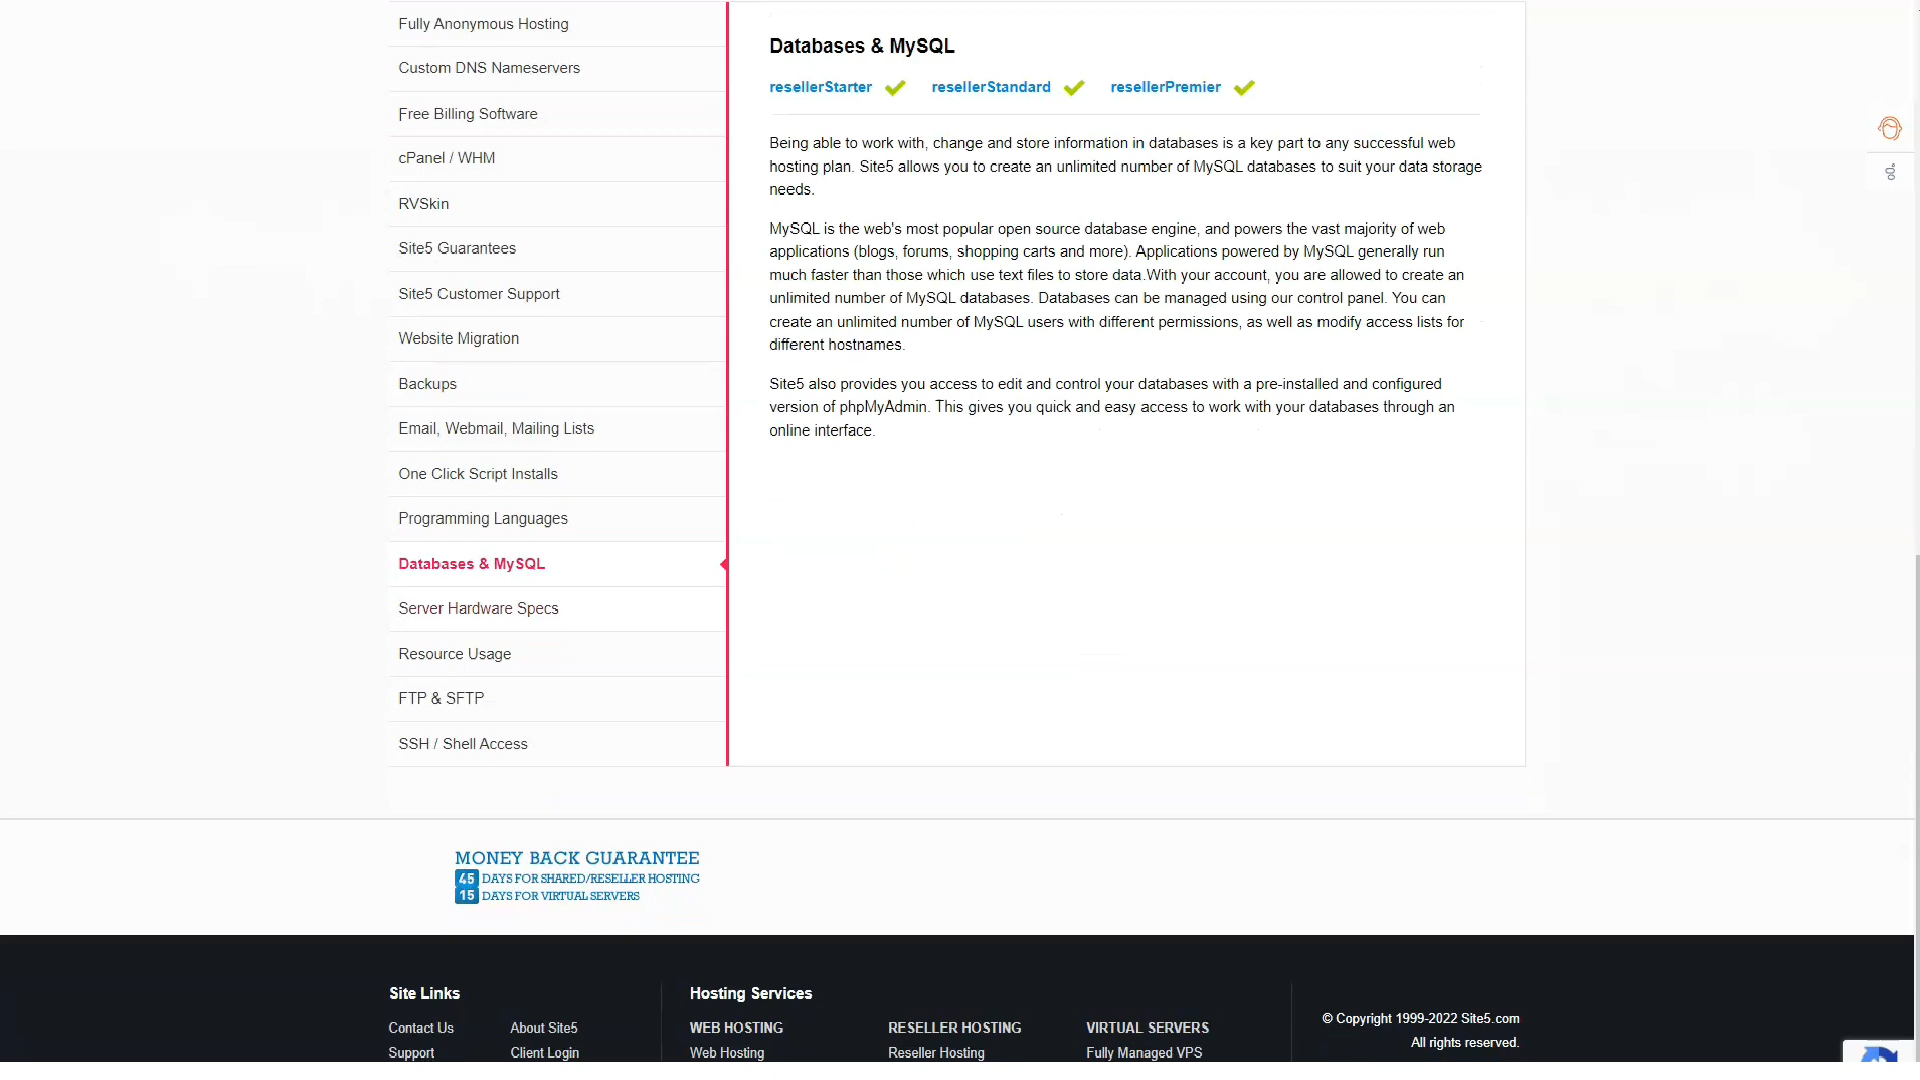 Fully Anonymous Hosting
Custom DNS Nameservers
Free Billing Software
cPanel / WHM
RVSkin
Site5 Guarantees
Site5 Customer Support
Website Migration
Backups
Email, Webmail, Mailing Lists
One Click Script Installs
Programming Languages
Databases & MySQL
Server Hardware Specs
Resource Usage
FTP & SFTP
SSH / Shell Access
Databases & MySQL
resellerStarter resellerStandard resellerPremier
Being able to work with, change and store information in databases is a key part to any successful web
hosting plan. Site5 allows you to create an unlimited number of MySQL databases to suit your data storage
needs.
MySQL is the web's most popular open source database engine, and powers the vast majority of web
applications (blogs, forums, shopping carts and more). Applications powered by MySQL generally run
much faster than those which use text files to store data.With your account, you are allowed to create an
unlimited number of MySQL databases. Databases can be managed using our control panel. You can
create an unlimited number of MySQL users with different permissions, as well as modify access lists for
different hostnames.
Site5 also provides you access to edit and control your databases with a pre-installed and configured
version of phpMyAdmin. This gives you quick and easy access to work with your databases through an
online interface.
MONEY BACK GUARANTEE
45 DAYS FOR SHARED/RESELLER HOSTING
15 DAYS FOR VIRTUAL SERVERS
Site Links
Contact Us About Site5
Support Client Login
Hosting Services
WEB HOSTING RESELLER HOSTING VIRTUAL SERVERS
Web Hosting Reseller Hosting Fully Managed VPS
© Copyright 1999-2022 Site5.com
All rights reserved.